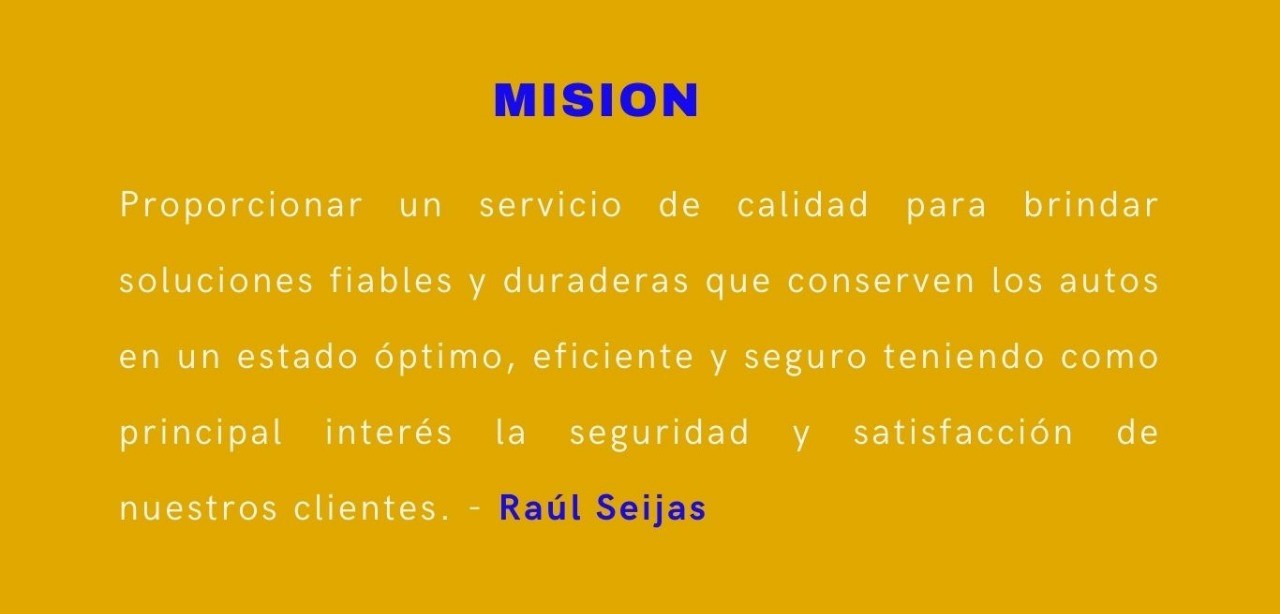 MISION
Proporcionar un servicio de calidad para brindar
soluciones fiables y duraderas que conserven los autos
en un estado óptimo, eficiente y seguro teniendo como
principal interés la seguridad y satisfacción de
nuestros clientes. - Raúl Seijas